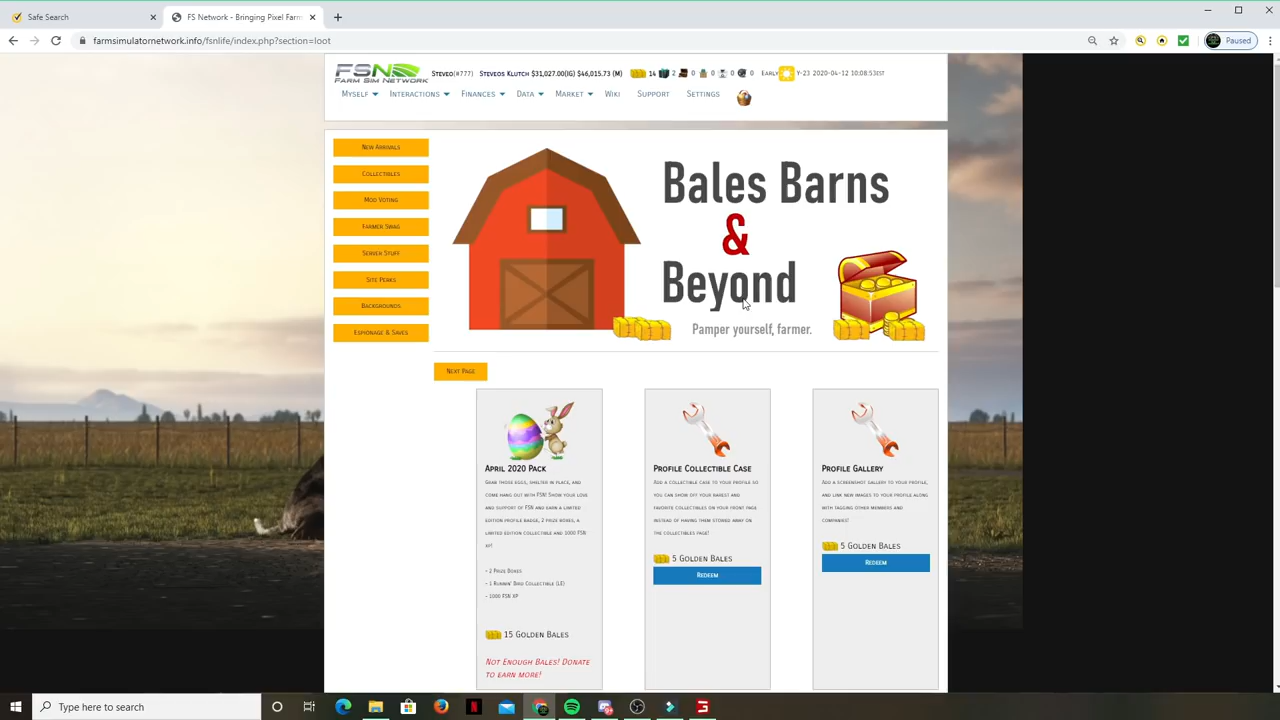 Safe Search
FS Network - Bringing Pixel Farm
farmsimulatornetwork.info/fsnlife/index.php?section=loot
Paused
FSN
FARM SIM NETWORK
STEVEO(#777) STEVEOS KLUTCH $31,027.00(IG) $46,015.73 (M) 14 2 0 0 0 0 EARLY Y-23 2020-04-12 10:08:53EST
MYSELF INTERACTIONS FINANCES DATA MARKET WIKI SUPPORT SETTINGS
NEW ARRIVALS
COLLECTIBLES
MOD VOTING
FARMER SWAG
SERVER STUFF
SITE PERKS
BACKGROUNDS
ESPIONAGE & SAVES
Bales Barns
&
Beyond
Pamper yourself, farmer.
NEXT PAGE
APRIL 2020 PACK
GRAB THOSE EGGS, SHELTER IN PLACE, AND
COME HANG OUT WITH FSN! SHOW YOUR LOVE
AND SUPPORT OF FSN AND EARN A LIMITED
EDITION PROFILE BADGE, 2 PRIZE BOXES, A
LIMITED EDITION COLLECTIBLE AND 1000 FSN
XP!
- 2 PRIZE BOXES
- 1 RUNNIN' BIRD COLLECTIBLE (LE)
- 1000 FSN XP
15 GOLDEN BALES
NOT ENOUGH BALES! DONATE
TO EARN MORE!
PROFILE COLLECTIBLE CASE
ADD A COLLECTIBLE CASE TO YOUR PROFILE SO
YOU CAN SHOW OFF YOUR RAREST AND
FAVORITE COLLECTIBLES ON YOUR FRONT PAGE
INSTEAD OF HAVING THEM STORED AWAY ON
THE COLLECTIBLES PAGE!
5 GOLDEN BALES
REDEEM
PROFILE GALLERY
ADD A SCREENSHOT GALLERY TO YOUR PROFILE,
AND LINK NEW IMAGES TO YOUR PROFILE ALONG
WITH TAGGING OTHER MEMBERS AND
COMPANIES!
5 GOLDEN BALES
REDEEM
Type here to search